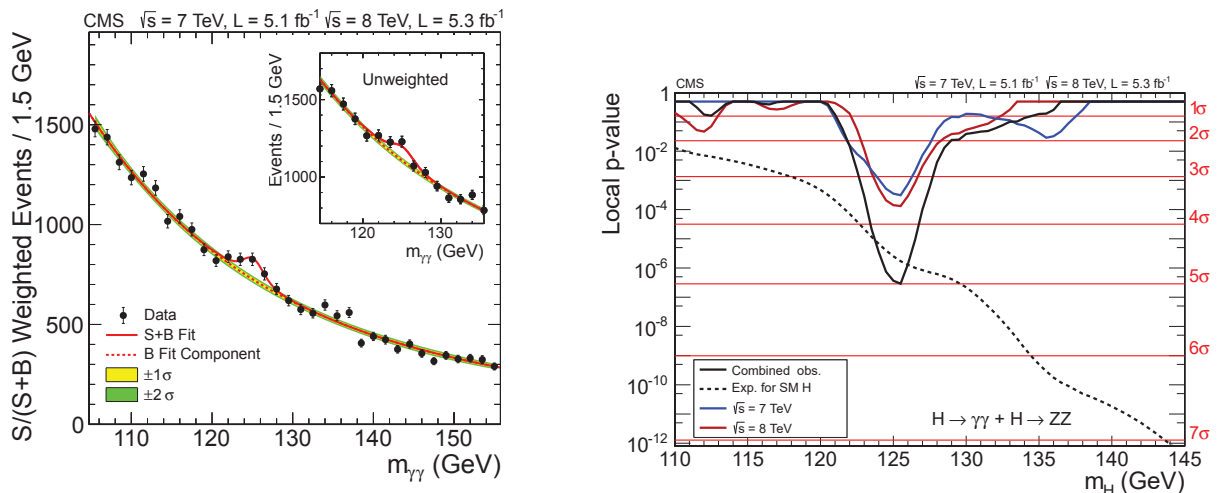 CMS √s = 7 TeV, L = 5.1 fb⁻¹ √s = 8 TeV, L = 5.3 fb⁻¹
S/(S+B) Weighted Events / 1.5 GeV
1500
1000
500
0
110 120 130 140 150
m_γγ (GeV)
Data
S+B Fit
B Fit Component
±1σ
±2 σ
Unweighted
Events / 1.5 GeV
1500
1000
120 130
m_γγ (GeV)
CMS √s = 7 TeV, L = 5.1 fb⁻¹ √s = 8 TeV, L = 5.3 fb⁻¹
Local p-value
1
10⁻²
10⁻⁴
10⁻⁶
10⁻⁸
10⁻¹⁰
10⁻¹²
1σ
2σ
3σ
4σ
5σ
6σ
7σ
Combined obs.
Exp. for SM H
√s = 7 TeV
√s = 8 TeV
H → γγ + H → ZZ
110 115 120 125 130 135 140 145
m_H (GeV)